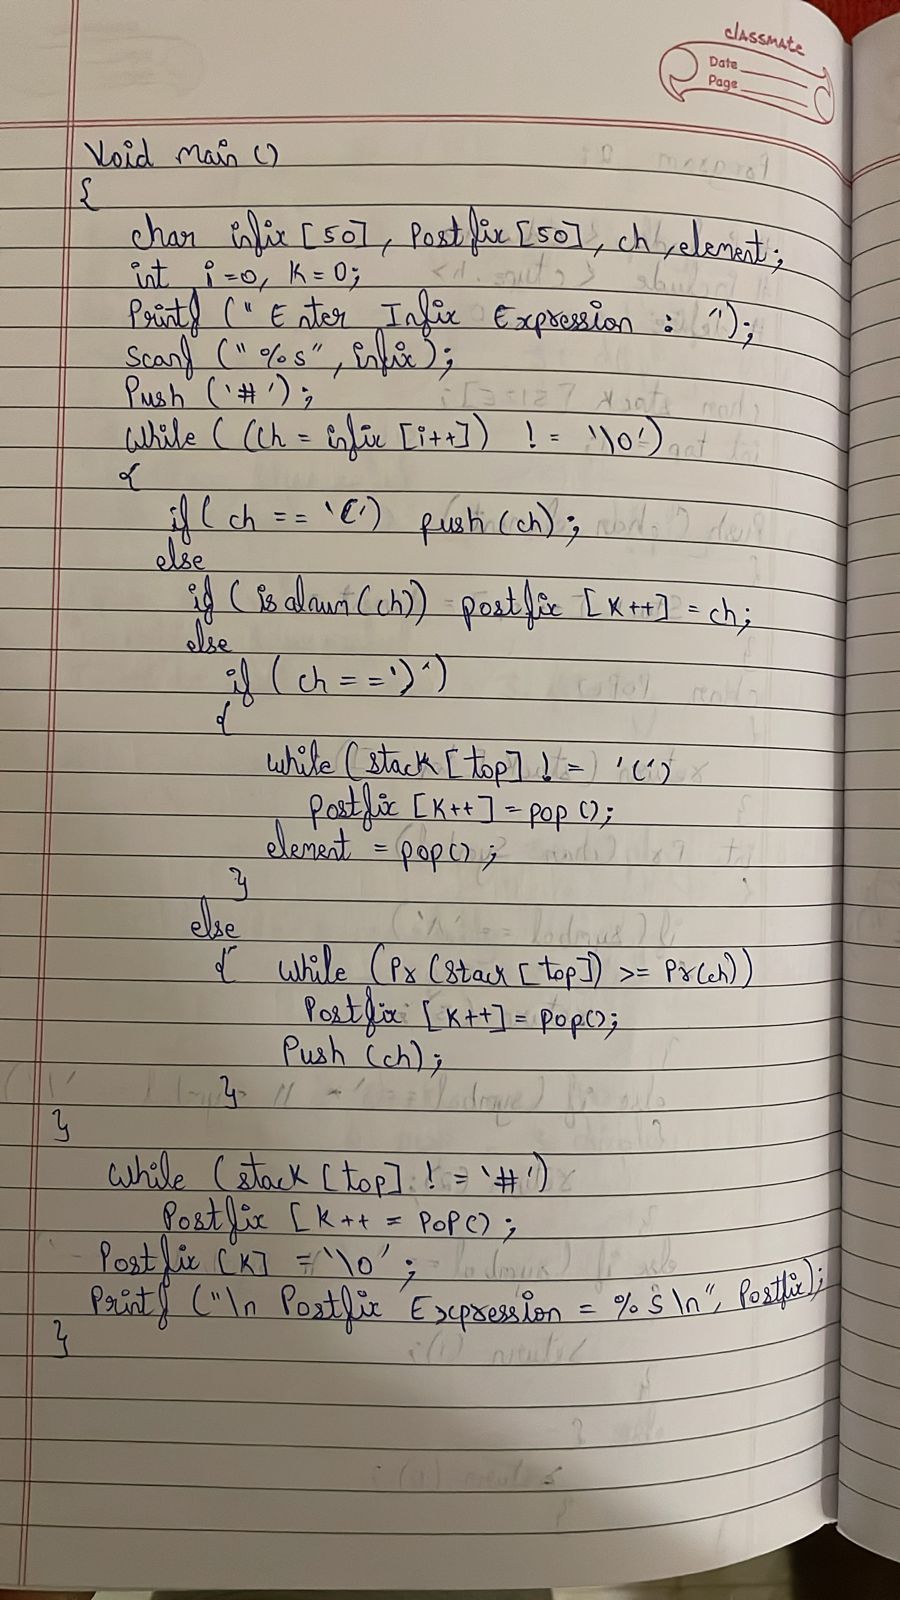 classmate
Date
Page
Void main ()
{
char infix [50], Postfix [50], ch, element;
int i=0, K=0;
Printf (" Enter Infix Expression : ");
Scanf (" %s", infix);
Push ('#');
While ( (ch = infix [i++]) != '\0')
{
if ( ch == '(') push (ch);
else
if ( is alnum (ch)) postfix [K++] = ch;
else
if ( ch == ')')
{
while (stack [top] != '(')
Postfix [K++] = pop ();
element = pop();
}
else
{ while (Pr (stack [top]) >= Pr(ch))
Postfix [K++] = pop();
Push (ch);
}
}
while (stack [top] != '#')
Postfix [K++ = POP();
Postfix [K] = '\0' ;
Printf ("\n Postfix Expression = %s \n", Postfix);
}